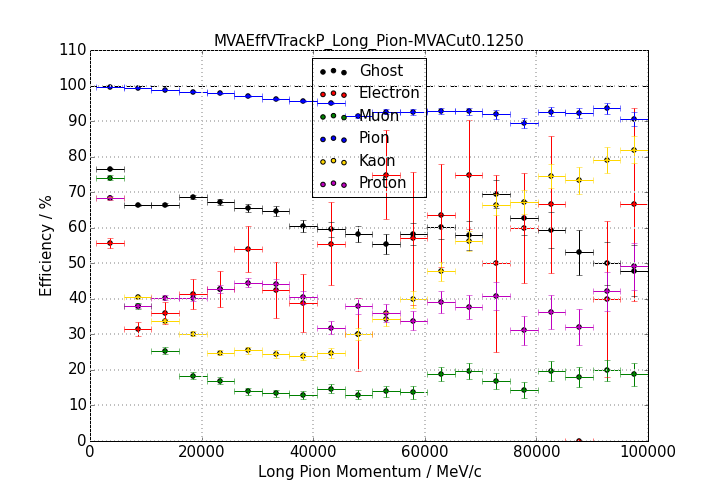 MVAEffVTrackP_Long_Pion-MVACut0.1250
110
100
90
80
70
60
50
40
30
20
10
0
Efficiency / %
Ghost
Electron
Muon
Pion
Kaon
Proton
0 20000 40000 60000 80000 100000
Long Pion Momentum / MeV/c